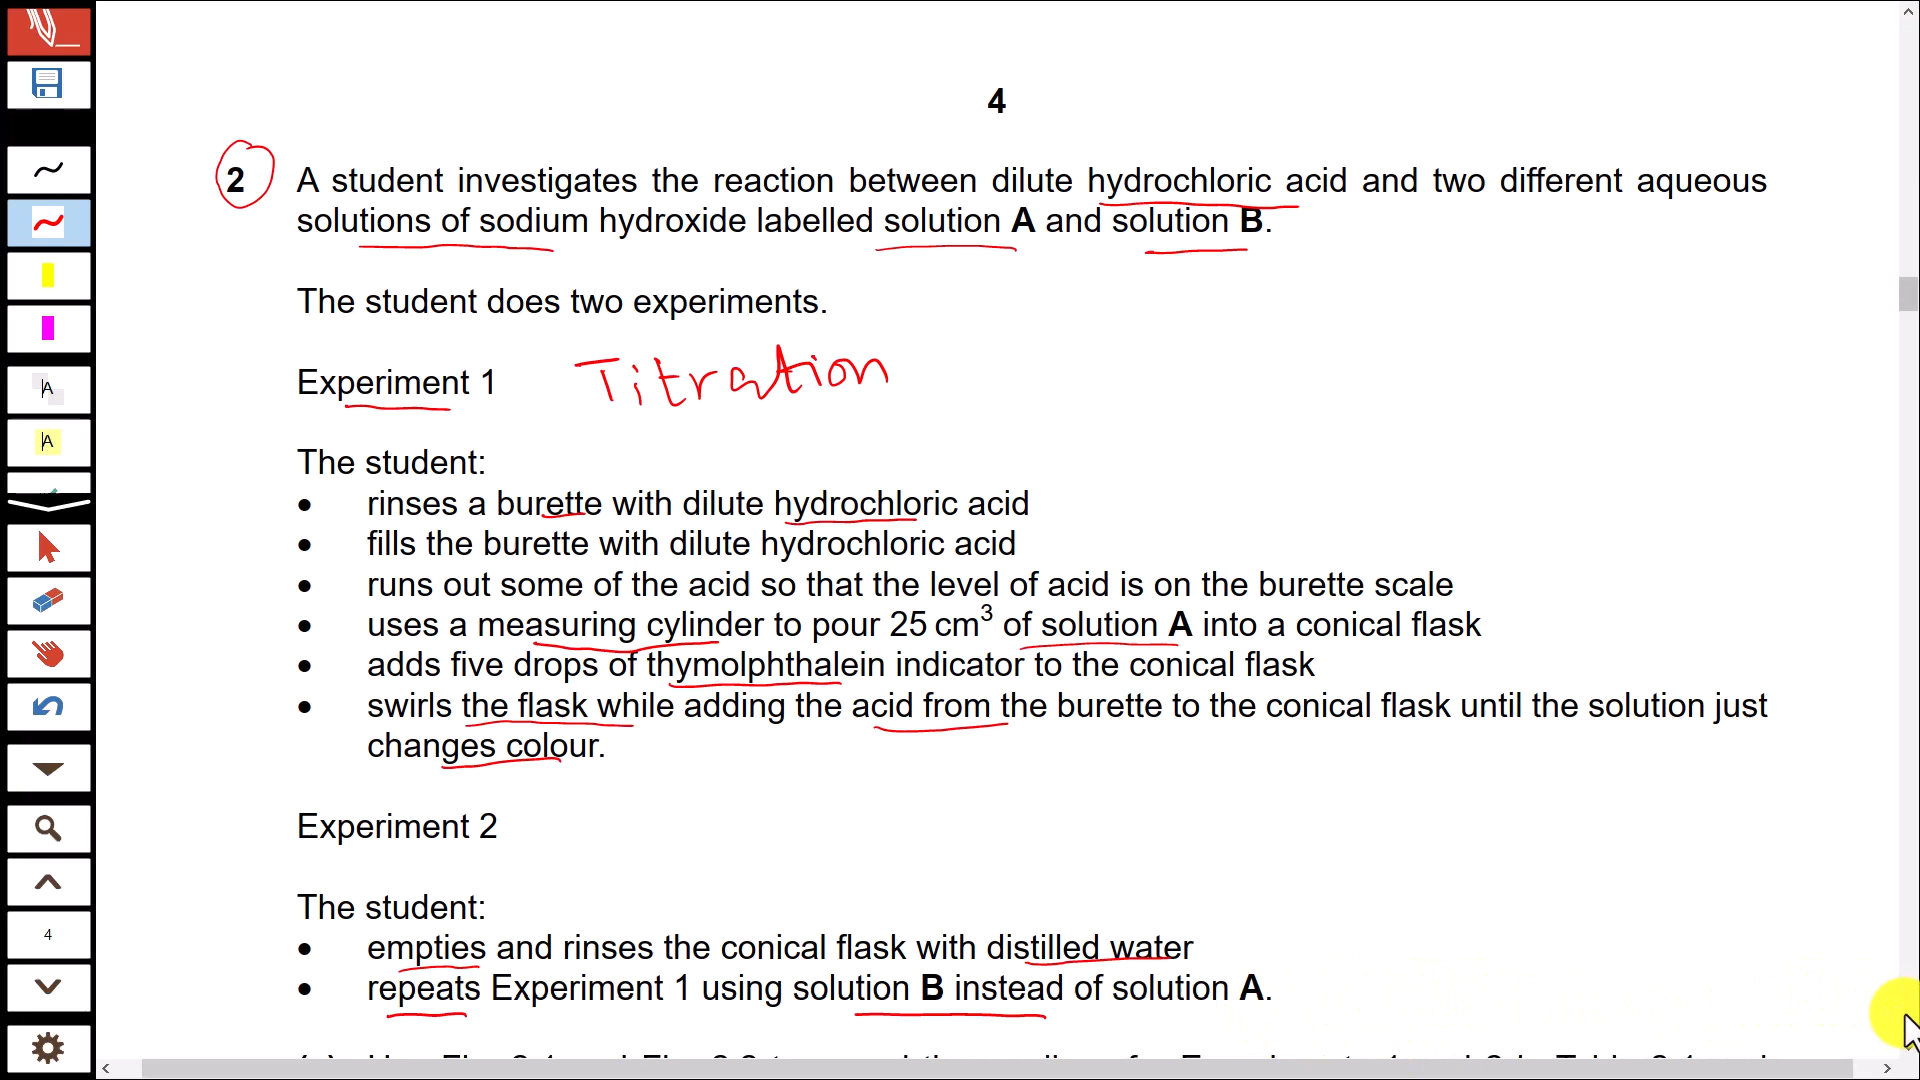 4
2 A student investigates the reaction between dilute hydrochloric acid and two different aqueous
solutions of sodium hydroxide labelled solution A and solution B.
The student does two experiments.
Experiment 1 Titration
The student:
• rinses a burette with dilute hydrochloric acid
• fills the burette with dilute hydrochloric acid
• runs out some of the acid so that the level of acid is on the burette scale
• uses a measuring cylinder to pour 25 cm³ of solution A into a conical flask
• adds five drops of thymolphthalein indicator to the conical flask
• swirls the flask while adding the acid from the burette to the conical flask until the solution just
changes colour.
Experiment 2
The student:
• empties and rinses the conical flask with distilled water
• repeats Experiment 1 using solution B instead of solution A.
A
A
4